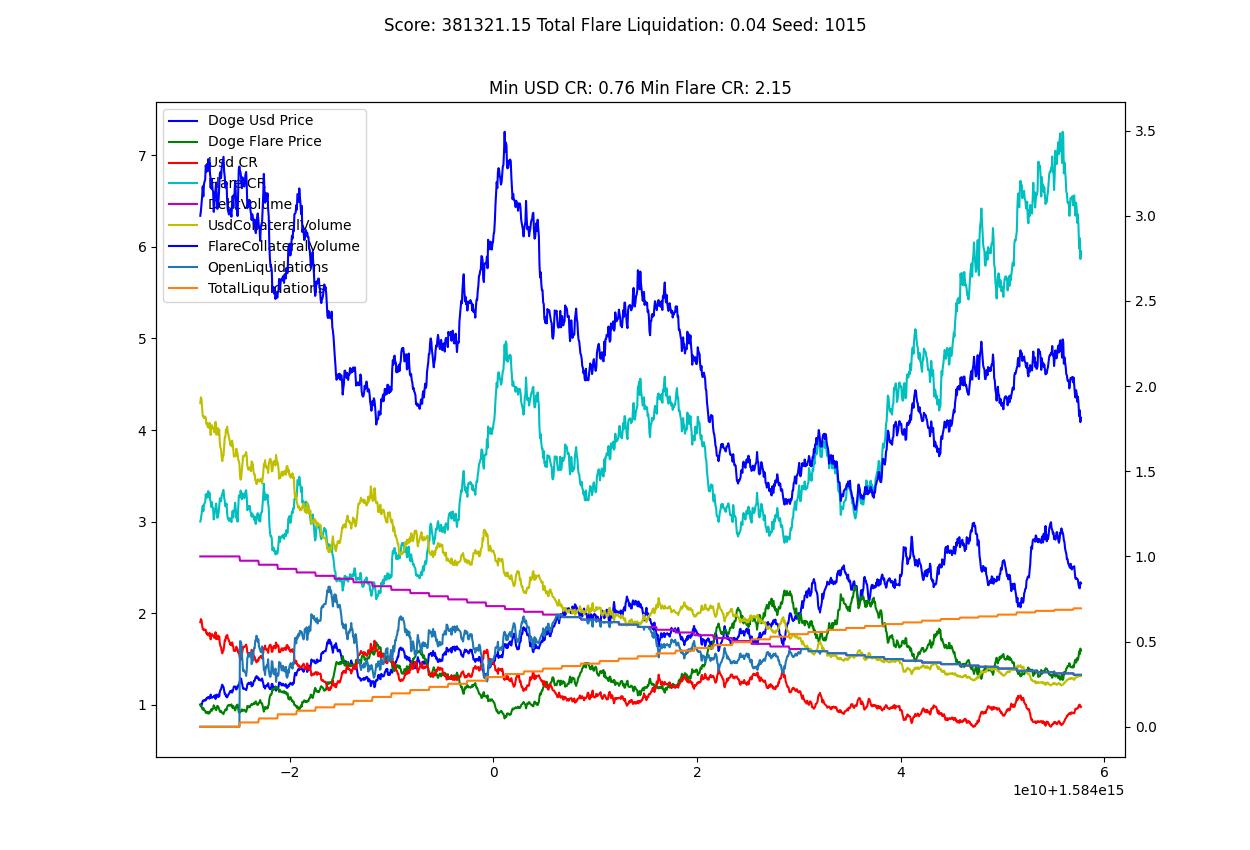 Score: 381321.15 Total Flare Liquidation: 0.04 Seed: 1015
Min USD CR: 0.76 Min Flare CR: 2.15
Doge Usd Price
Doge Flare Price
Usd CR
Flare CR
DebtVolume
UsdCollateralVolume
FlareCollateralVolume
OpenLiquidations
TotalLiquidations
7
6
5
4
3
2
1
3.5
3.0
2.5
2.0
1.5
1.0
0.5
0.0
−2 0 2 4 6
1e10+1.584e15